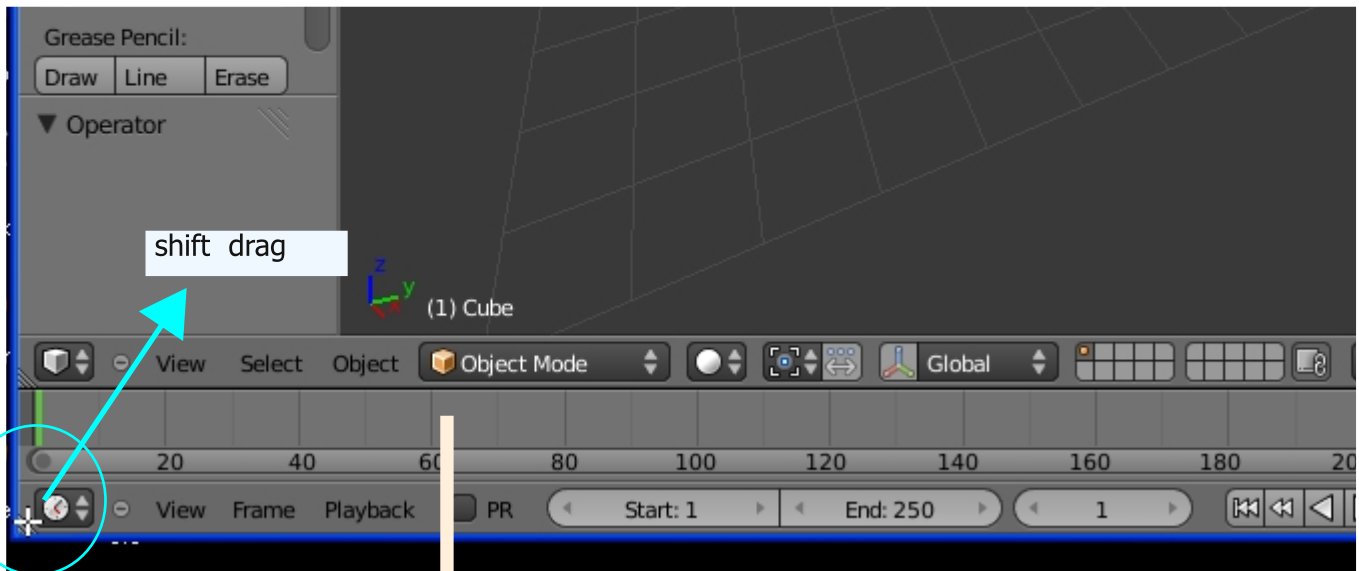 Grease Pencil:
Draw Line Erase
Operator
shift drag
z
y
(1) Cube
View Select Object Object Mode Global
20 40 60 80 100 120 140 160 180 20
View Frame Playback PR Start: 1 End: 250 1